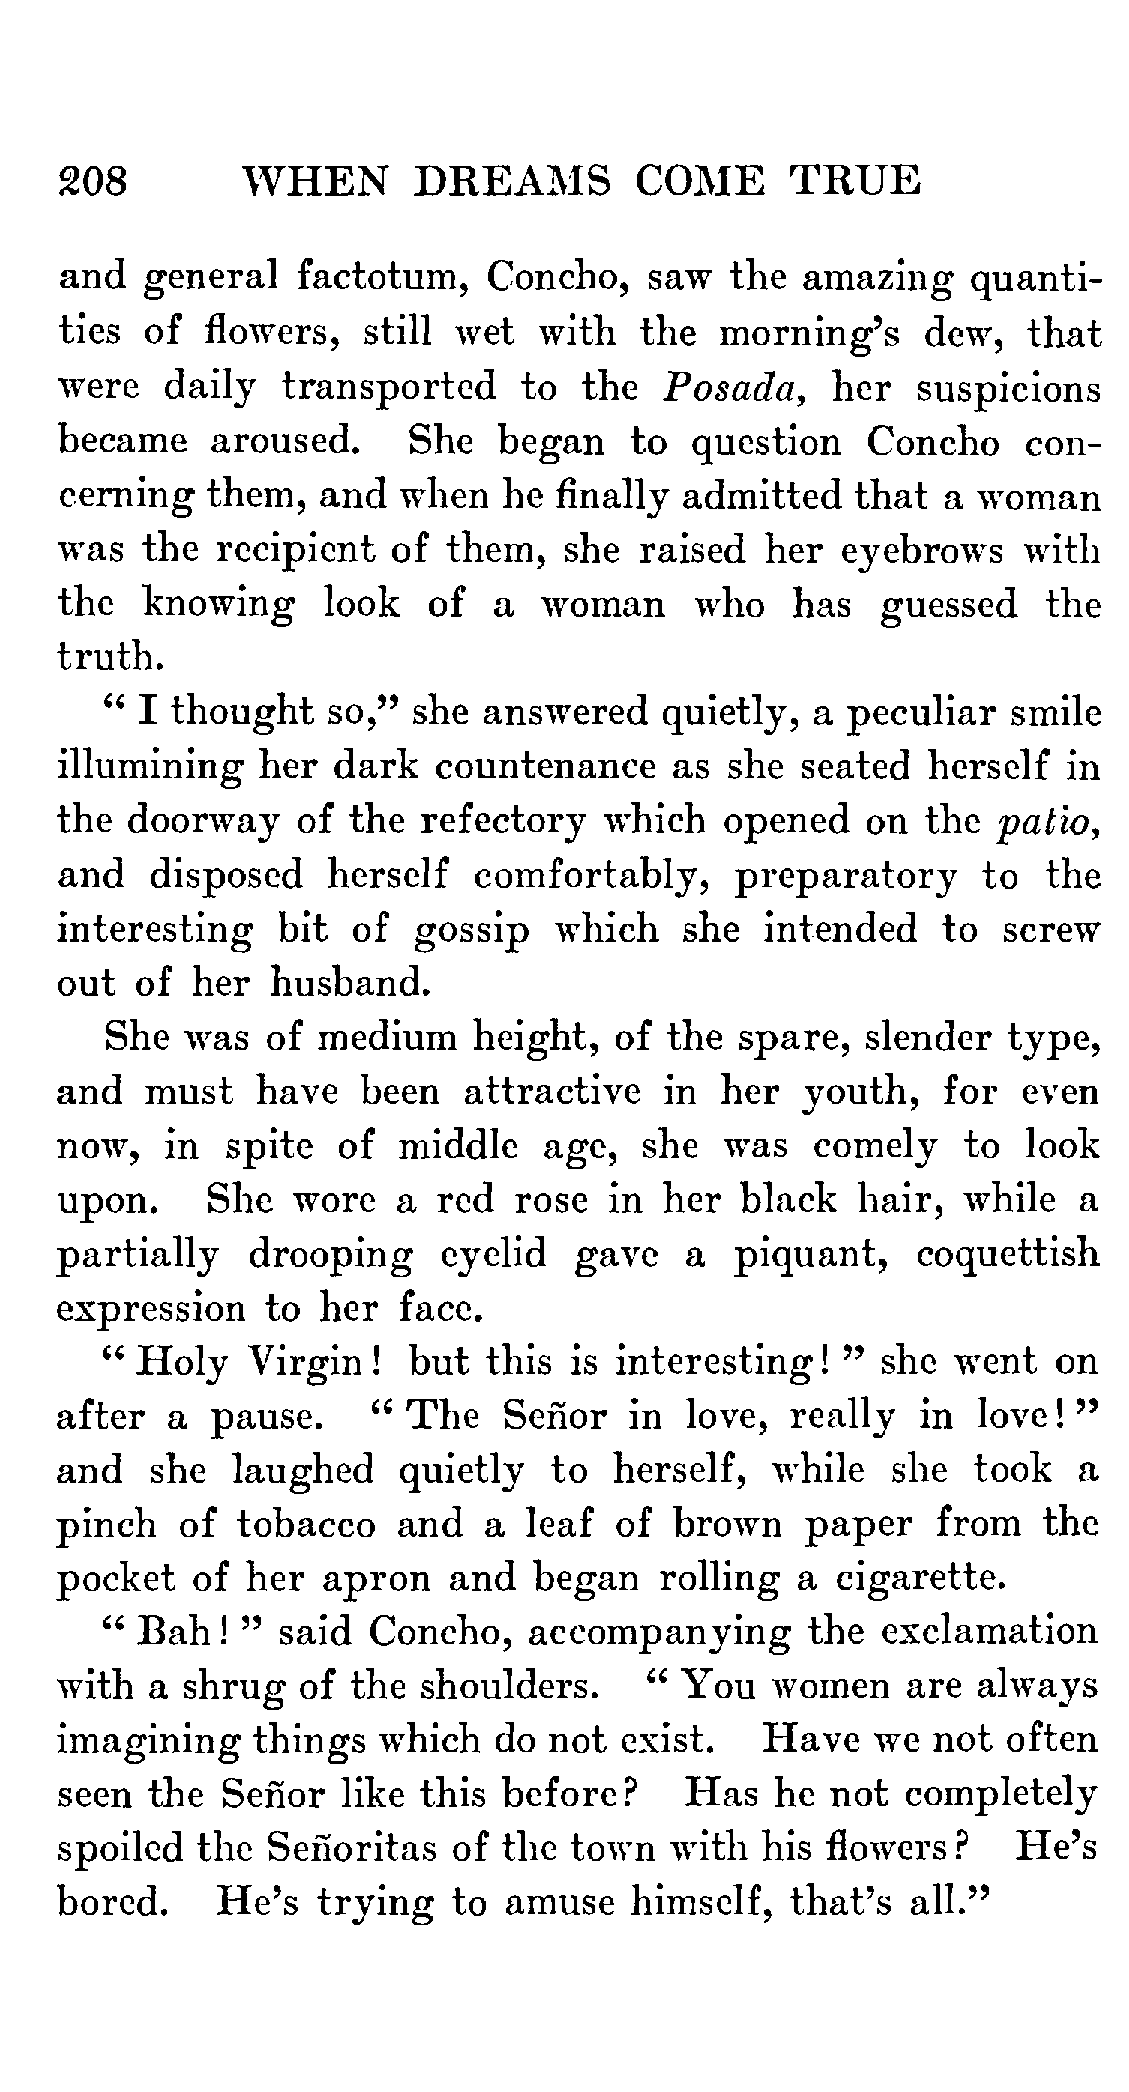 208 WHEN DREAMS COME TRUE
and general factotum, Concho, saw the amazing quanti-
ties of flowers, still wet with the morning's dew, that
were daily transported to the Posada, her suspicions
became aroused. She began to question Concho con-
cerning them, and when he finally admitted that a woman
was the recipient of them, she raised her eyebrows with
the knowing look of a woman who has guessed the
truth.
" I thought so," she answered quietly, a peculiar smile
illumining her dark countenance as she seated herself in
the doorway of the refectory which opened on the patio,
and disposed herself comfortably, preparatory to the
interesting bit of gossip which she intended to screw
out of her husband.
She was of medium height, of the spare, slender type,
and must have been attractive in her youth, for even
now, in spite of middle age, she was comely to look
upon. She wore a red rose in her black hair, while a
partially drooping eyelid gave a piquant, coquettish
expression to her face.
" Holy Virgin! but this is interesting! " she went on
after a pause. " The Señor in love, really in love! "
and she laughed quietly to herself, while she took a
pinch of tobacco and a leaf of brown paper from the
pocket of her apron and began rolling a cigarette.
" Bah! " said Concho, accompanying the exclamation
with a shrug of the shoulders. " You women are always
imagining things which do not exist. Have we not often
seen the Señor like this before? Has he not completely
spoiled the Señoritas of the town with his flowers? He's
bored. He's trying to amuse himself, that's all."